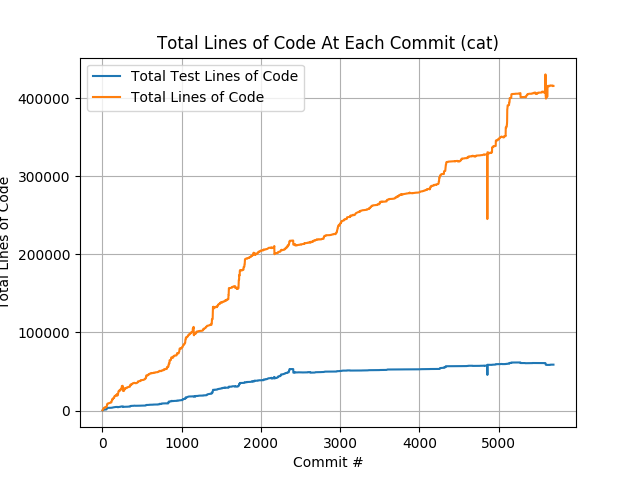 Total Lines of Code At Each Commit (cat)
Total Test Lines of Code
Total Lines of Code
Total Lines of Code
400000
300000
200000
100000
0
0 1000 2000 3000 4000 5000
Commit #